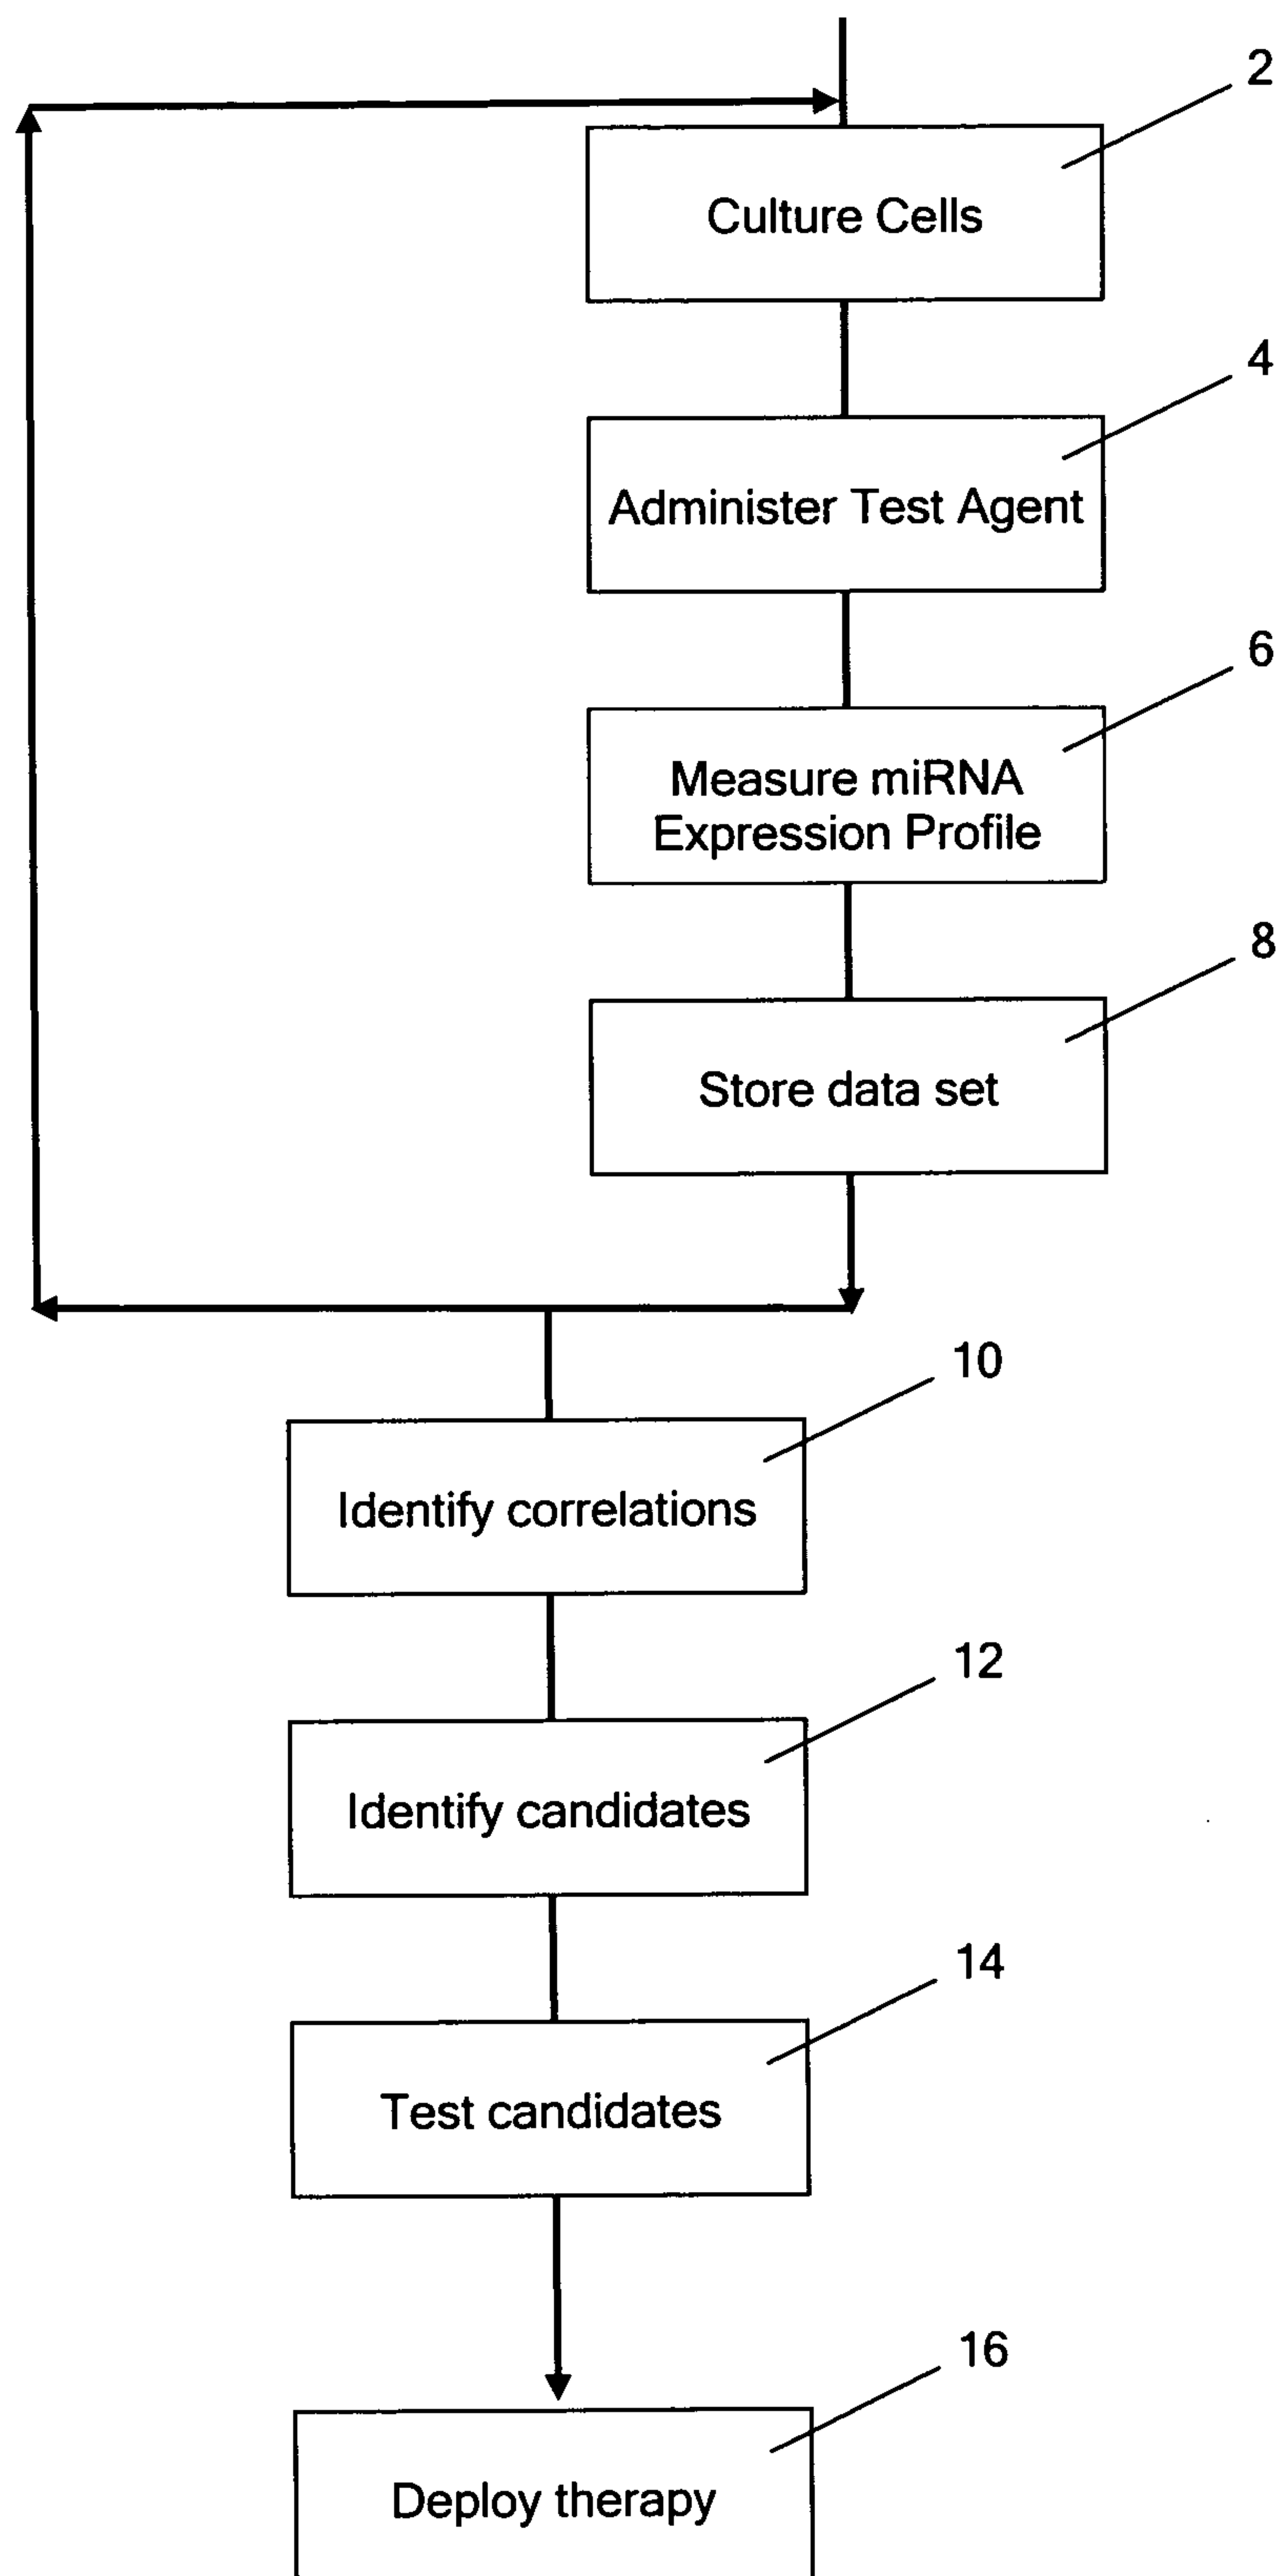 2
Culture Cells
4
Administer Test Agent
6
Measure miRNA
Expression Profile
8
Store data set
10
Identify correlations
12
Identify candidates
14
Test candidates
16
Deploy therapy